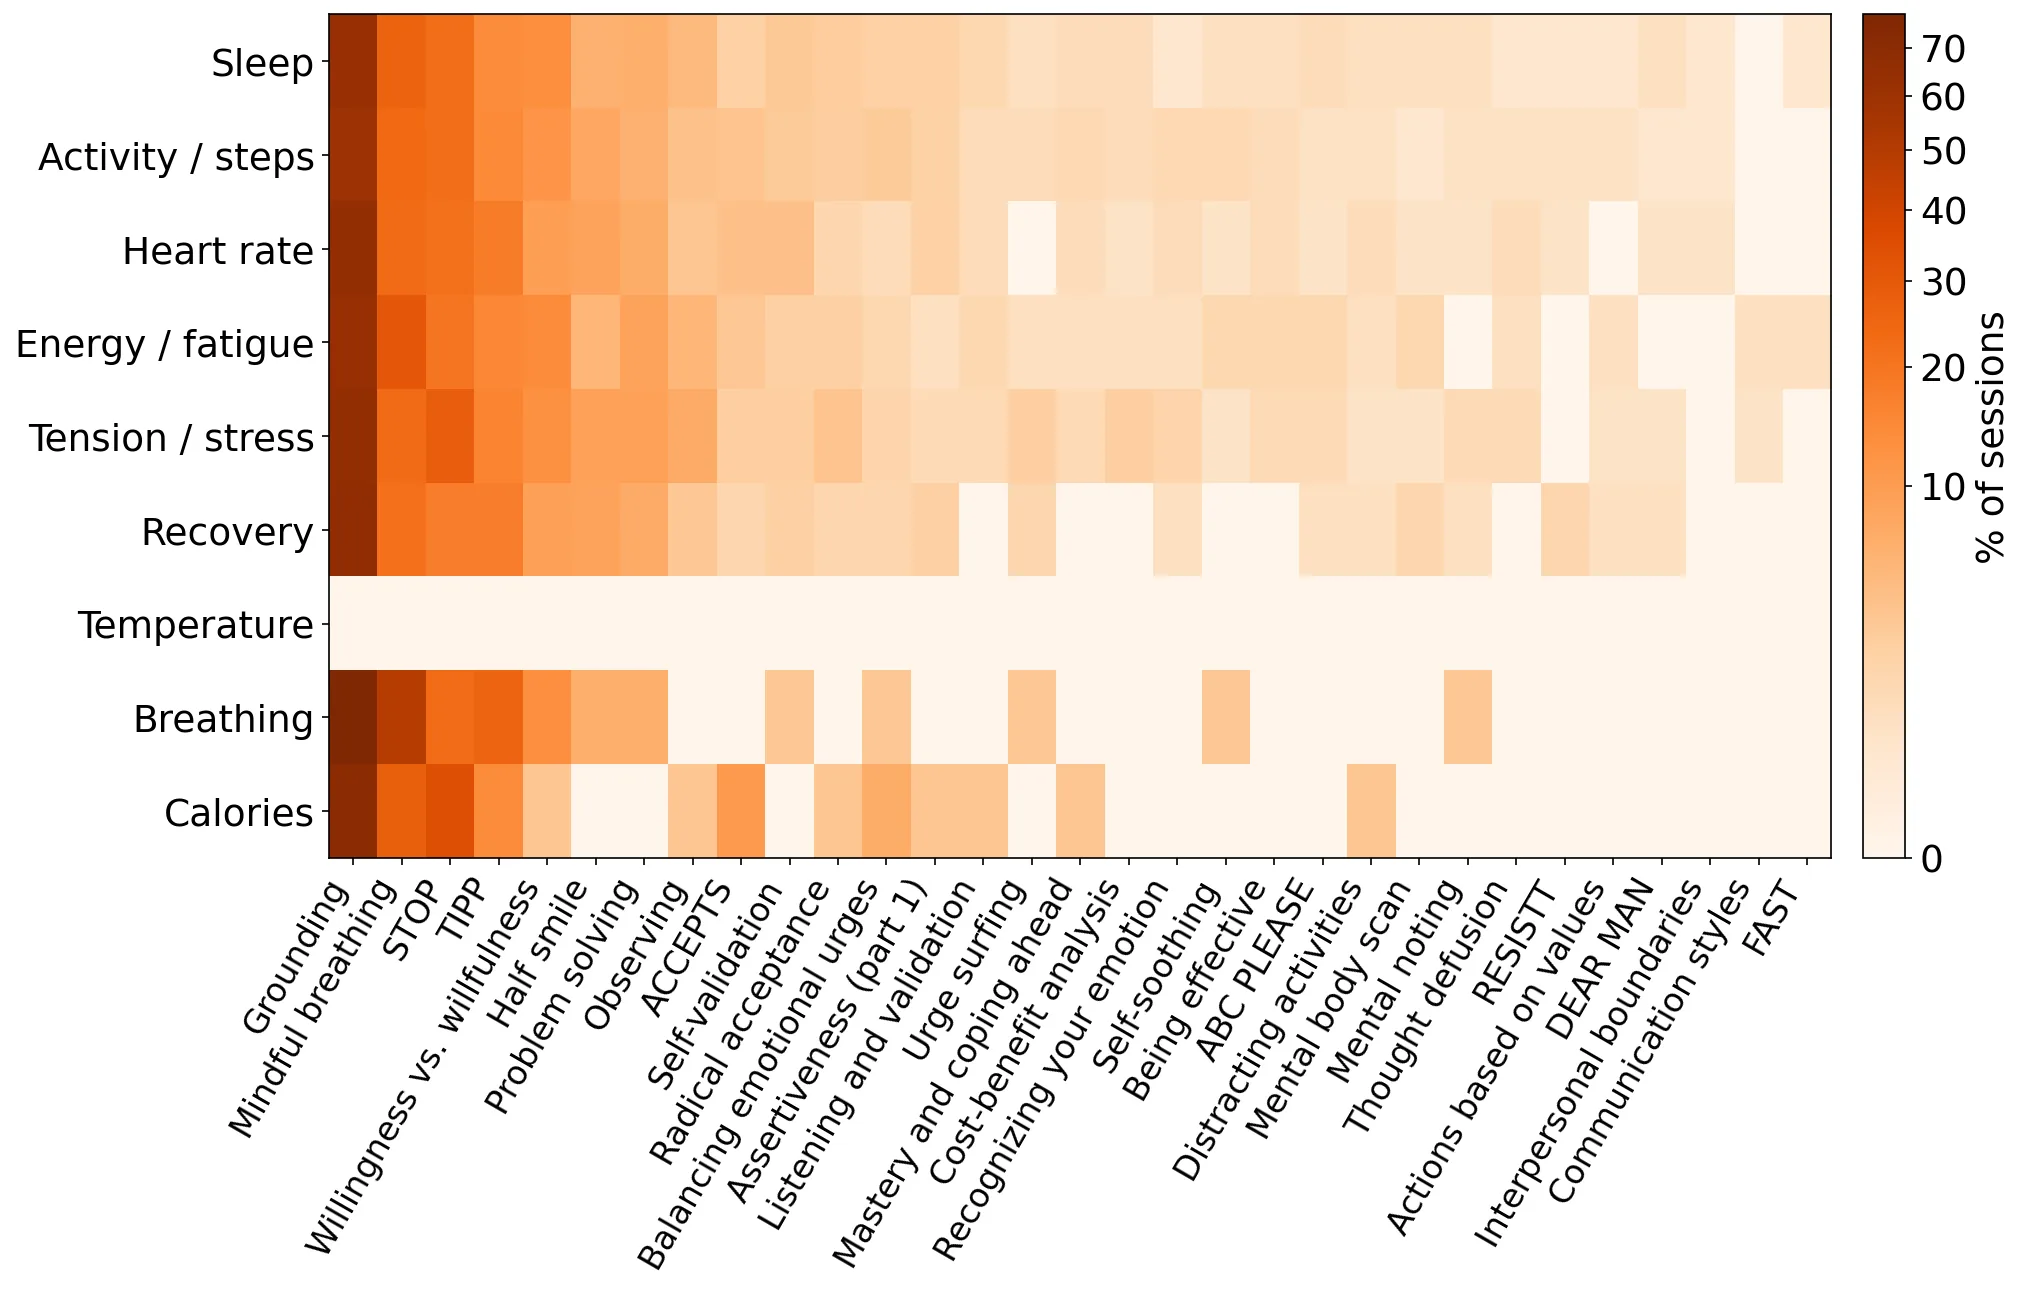 Sleep
Activity / steps
Heart rate
Energy / fatigue
Tension / stress
Recovery
Temperature
Breathing
Calories
Grounding
Mindful breathing
STOP
TIPP
Willingness vs. willfulness
Half smile
Problem solving
Observing
ACCEPTS
Self-validation
Radical acceptance
Balancing emotional urges
Assertiveness (part 1)
Listening and validation
Urge surfing
Mastery and coping ahead
Cost-benefit analysis
Recognizing your emotion
Self-soothing
Being effective
ABC PLEASE
Distracting activities
Mental body scan
Mental noting
Thought defusion
RESISTT
Actions based on values
DEAR MAN
Interpersonal boundaries
Communication styles
FAST
70
60
50
40
30
20
10
0
% of sessions